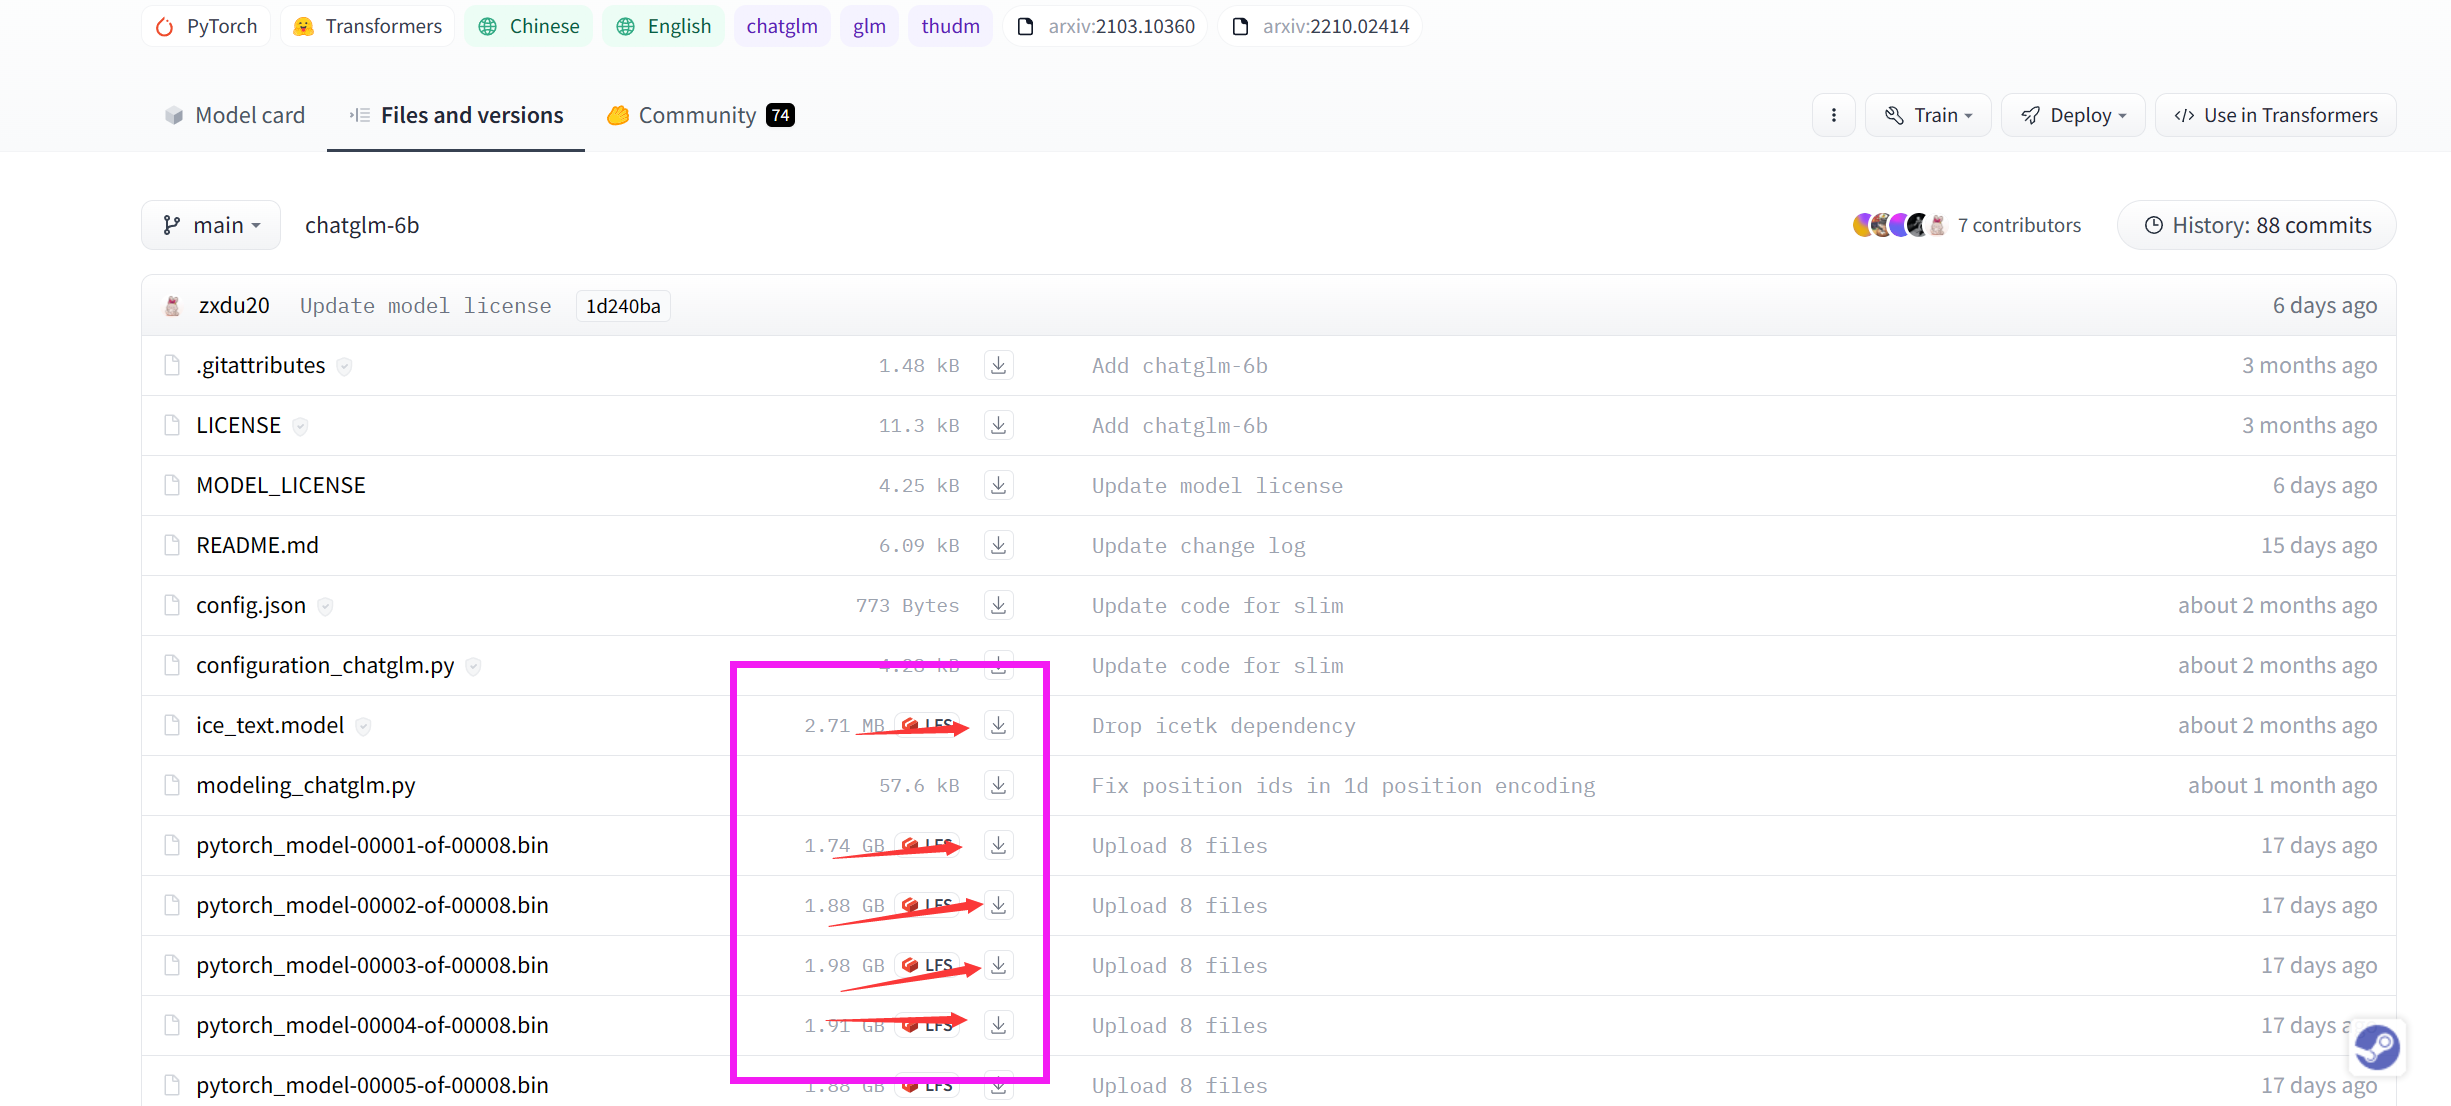 PyTorch Transformers Chinese English chatglm glm thudm arxiv:2103.10360 arxiv:2210.02414
Model card Files and versions Community 74 Train Deploy </> Use in Transformers
main chatglm-6b 7 contributors History: 88 commits
zxdu20 Update model license 1d240ba 6 days ago
.gitattributes 1.48 kB Add chatglm-6b 3 months ago
LICENSE 11.3 kB Add chatglm-6b 3 months ago
MODEL_LICENSE 4.25 kB Update model license 6 days ago
README.md 6.09 kB Update change log 15 days ago
config.json 773 Bytes Update code for slim about 2 months ago
configuration_chatglm.py 4.28 kB Update code for slim about 2 months ago
ice_text.model 2.71 MB LFS Drop icetk dependency about 2 months ago
modeling_chatglm.py 57.6 kB Fix position ids in 1d position encoding about 1 month ago
pytorch_model-00001-of-00008.bin 1.74 GB LFS Upload 8 files 17 days ago
pytorch_model-00002-of-00008.bin 1.88 GB LFS Upload 8 files 17 days ago
pytorch_model-00003-of-00008.bin 1.98 GB LFS Upload 8 files 17 days ago
pytorch_model-00004-of-00008.bin 1.91 GB LFS Upload 8 files 17 days ago
pytorch_model-00005-of-00008.bin 1.88 GB LFS Upload 8 files 17 days ago